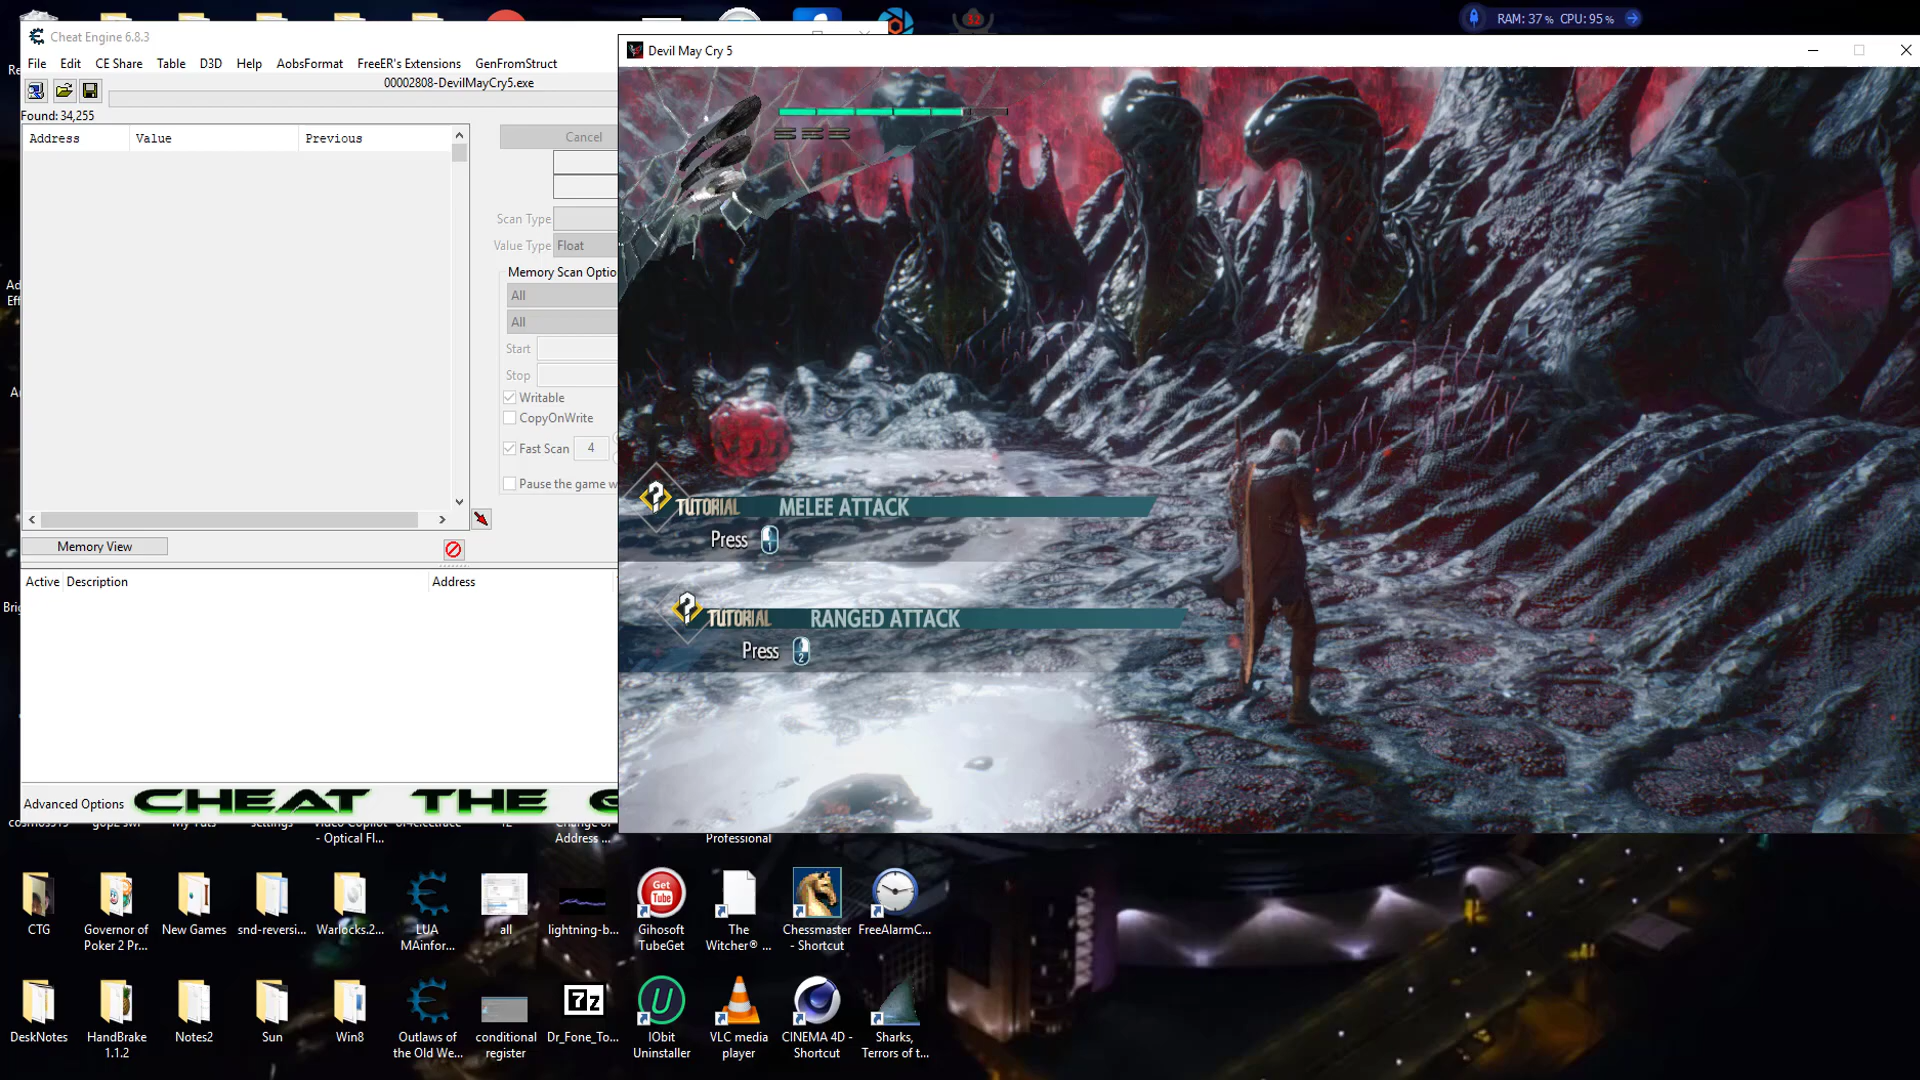 RAM: 37% CPU: 95%
32
Cheat Engine 6.8.3
File Edit CE Share Table D3D Help AobsFormat FreeER's Extensions GenFromStruct
00002808-DevilMayCry5.exe
Found: 34,255
Address Value Previous
Cancel
Scan Type
Value Type Float
Memory Scan Optio
All
All
Start
Stop
Writable
CopyOnWrite
Fast Scan 4
Pause the game w
Memory View
Active Description Address
Advanced Options CHEAT THE G
Devil May Cry 5
TUTORIAL MELEE ATTACK
Press 1
TUTORIAL RANGED ATTACK
Press 2
- Optical Fl...
Address ...
Professional
CTG
Governor of
Poker 2 Pr...
New Games
snd-reversi...
Warlocks.2...
LUA
MAinfor...
all
lightning-b...
Get
Tube
Gihosoft
TubeGet
The
Witcher® ...
Chessmaster
- Shortcut
FreeAlarmC...
DeskNotes
HandBrake
1.1.2
Notes2
Sun
Win8
Outlaws of
the Old We...
conditional
register
7z
Dr_Fone_To...
IObit
Uninstaller
VLC media
player
CINEMA 4D -
Shortcut
Sharks,
Terrors of t...